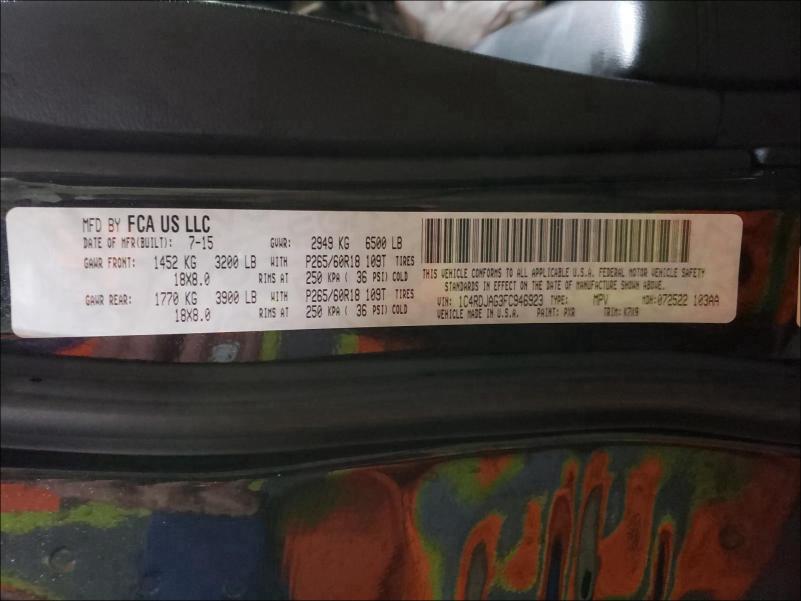 MFD BY FCA US LLC
DATE OF MFR(BUILT): 7-15 GVWR: 2949 KG 6500 LB
GAWR FRONT: 1452 KG 3200 LB WITH P265/60R18 109T TIRES
18X8.0 RIMS AT 250 KPA ( 36 PSI) COLD
GAWR REAR: 1770 KG 3900 LB WITH P265/60R18 109T TIRES
18X8.0 RIMS AT 250 KPA ( 36 PSI) COLD
THIS VEHICLE CONFORMS TO ALL APPLICABLE U.S.A. FEDERAL MOTOR VEHICLE SAFETY
STANDARDS IN EFFECT ON THE DATE OF MANUFACTURE SHOWN ABOVE.
VIN: 1C4RDJAG3FC946923 TYPE: MPV MDH: 072522 103AA
VEHICLE MADE IN U.S.A. PAINT: PXR TRIM: K7X9